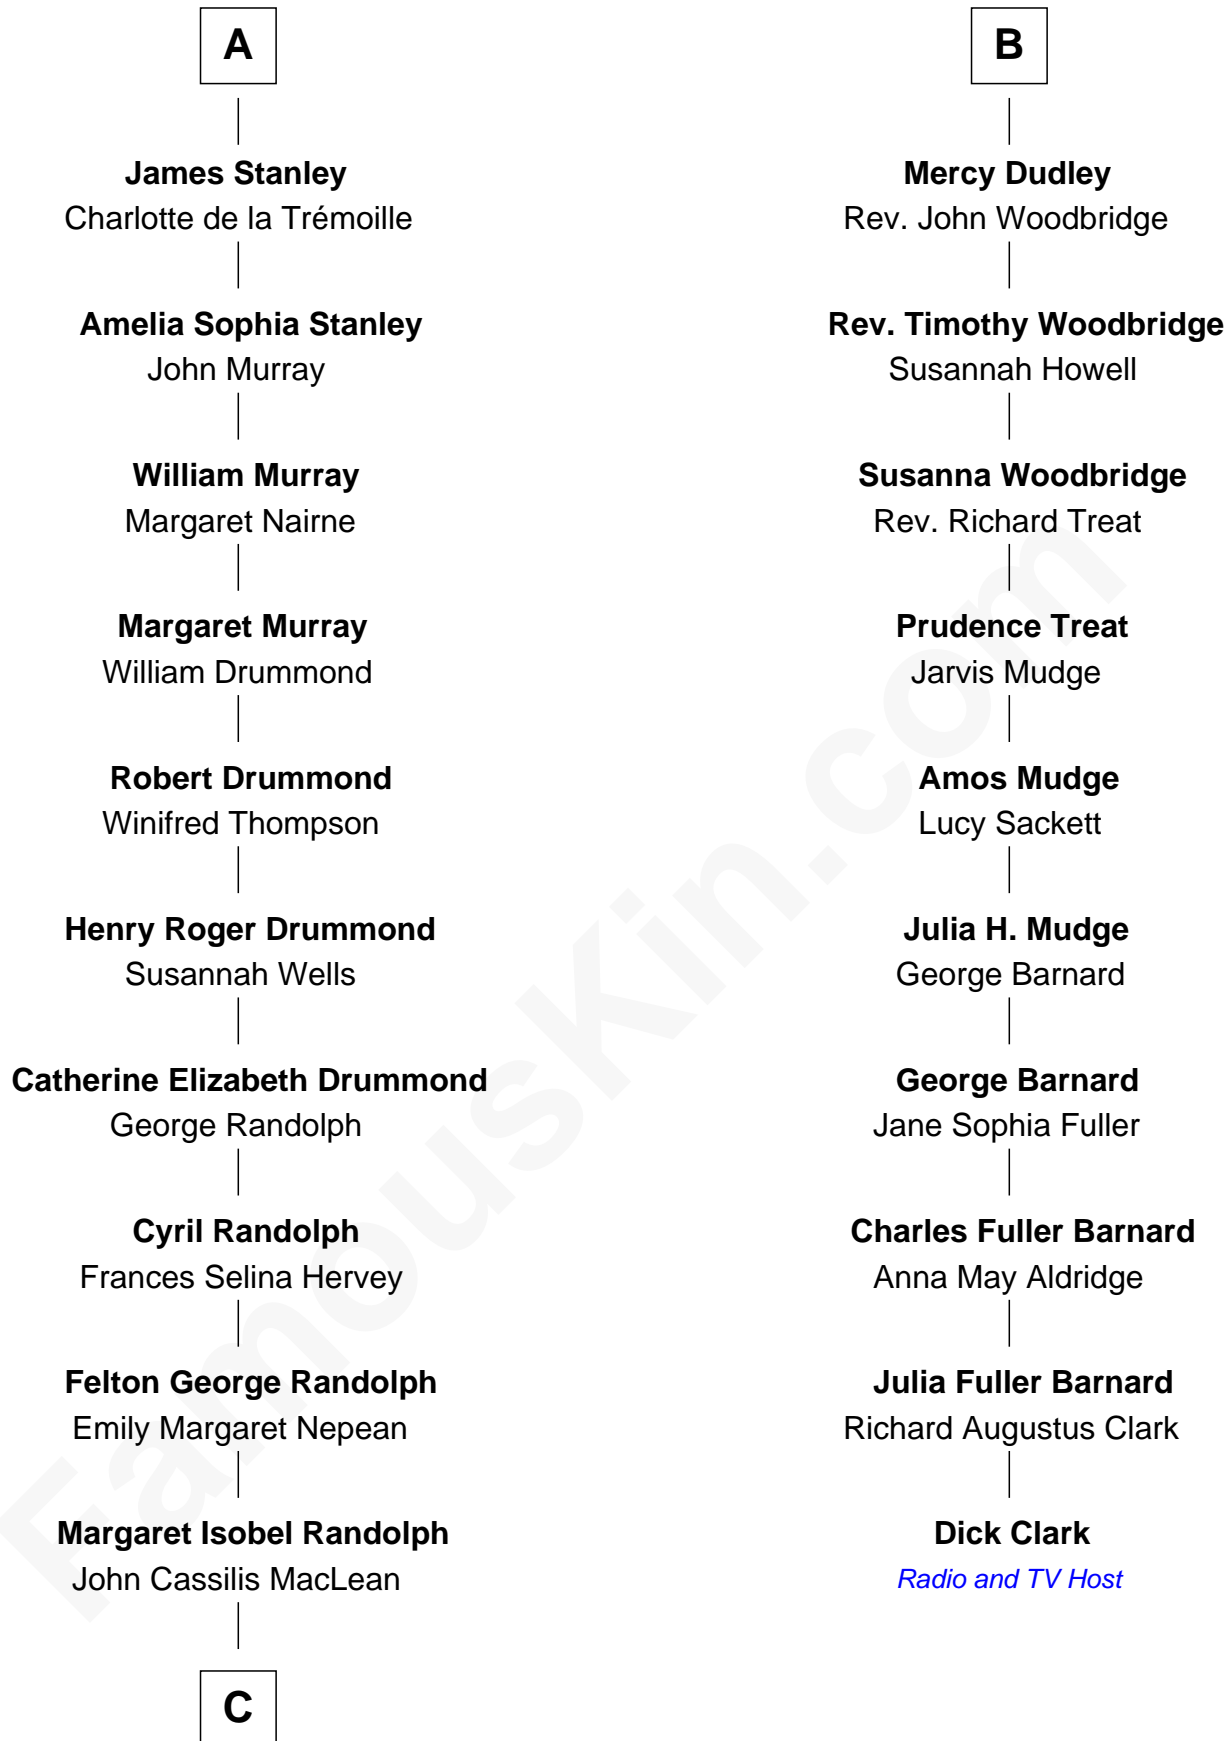 A
James Stanley
Charlotte de la Trémoille
Amelia Sophia Stanley
John Murray
William Murray
Margaret Nairne
Margaret Murray
William Drummond
Robert Drummond
Winifred Thompson
Henry Roger Drummond
Susannah Wells
Catherine Elizabeth Drummond
George Randolph
Cyril Randolph
Frances Selina Hervey
Felton George Randolph
Emily Margaret Nepean
Margaret Isobel Randolph
John Cassilis MacLean
C
B
Mercy Dudley
Rev. John Woodbridge
Rev. Timothy Woodbridge
Susannah Howell
Susanna Woodbridge
Rev. Richard Treat
Prudence Treat
Jarvis Mudge
Amos Mudge
Lucy Sackett
Julia H. Mudge
George Barnard
George Barnard
Jane Sophia Fuller
Charles Fuller Barnard
Anna May Aldridge
Julia Fuller Barnard
Richard Augustus Clark
Dick Clark
Radio and TV Host
FamousKin.com